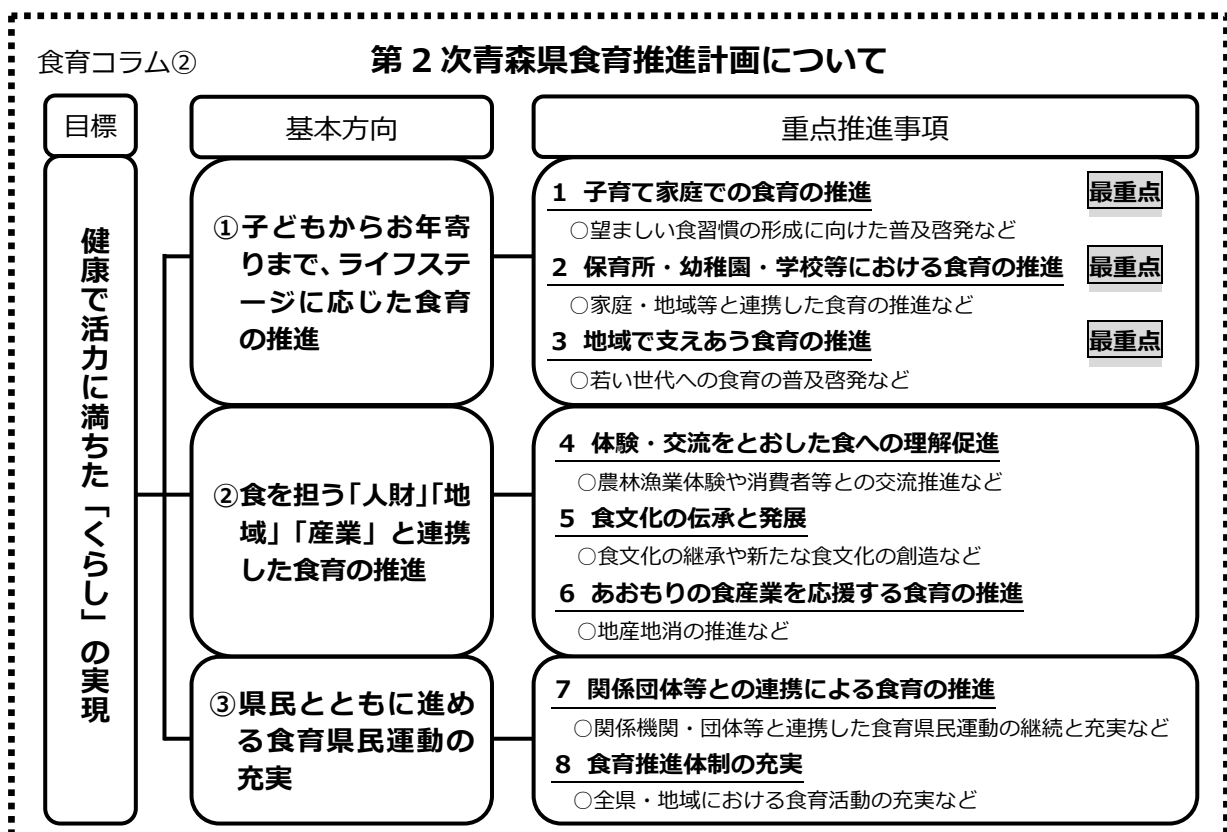 食育コラム②
第2次青森県食育推進計画について
目標
基本方向
重点推進事項
健康で活力に満ちた「くらし」の実現
①子どもからお年寄
りまで、ライフステ
ージに応じた食育
の推進
1 子育て家庭での食育の推進
最重点
○望ましい食習慣の形成に向けた普及啓発など
2 保育所・幼稚園・学校等における食育の推進
最重点
○家庭・地域等と連携した食育の推進など
3 地域で支えあう食育の推進
最重点
○若い世代への食育の普及啓発など
②食を担う「人財」「地
域」「産業」と連携
した食育の推進
4 体験・交流をとおした食への理解促進
○農林漁業体験や消費者等との交流推進など
5 食文化の伝承と発展
○食文化の継承や新たな食文化の創造など
6 あおもりの食産業を応援する食育の推進
○地産地消の推進など
③県民とともに進め
る食育県民運動の
充実
7 関係団体等との連携による食育の推進
○関係機関・団体等と連携した食育県民運動の継続と充実など
8 食育推進体制の充実
○全県・地域における食育活動の充実など